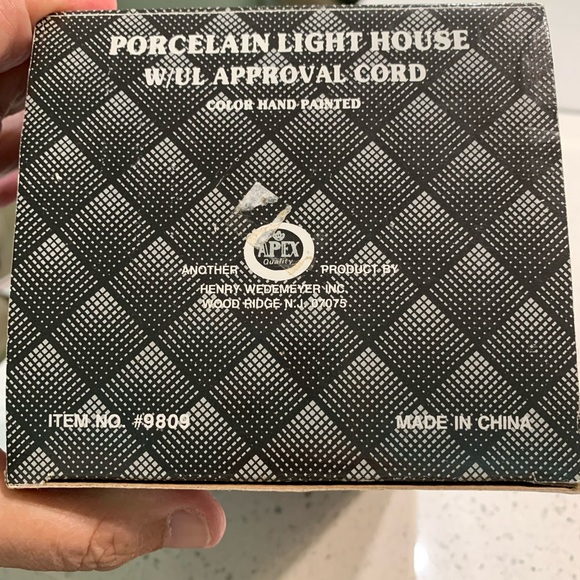 PORCELAIN LIGHT HOUSE
W/UL APPROVAL CORD
COLOR HAND PAINTED
APEX
Quality
ANOTHER PRODUCT BY
HENRY WEDEMEYER INC.
WOOD RIDGE N.J. 07075
ITEM NO. #9809
MADE IN CHINA